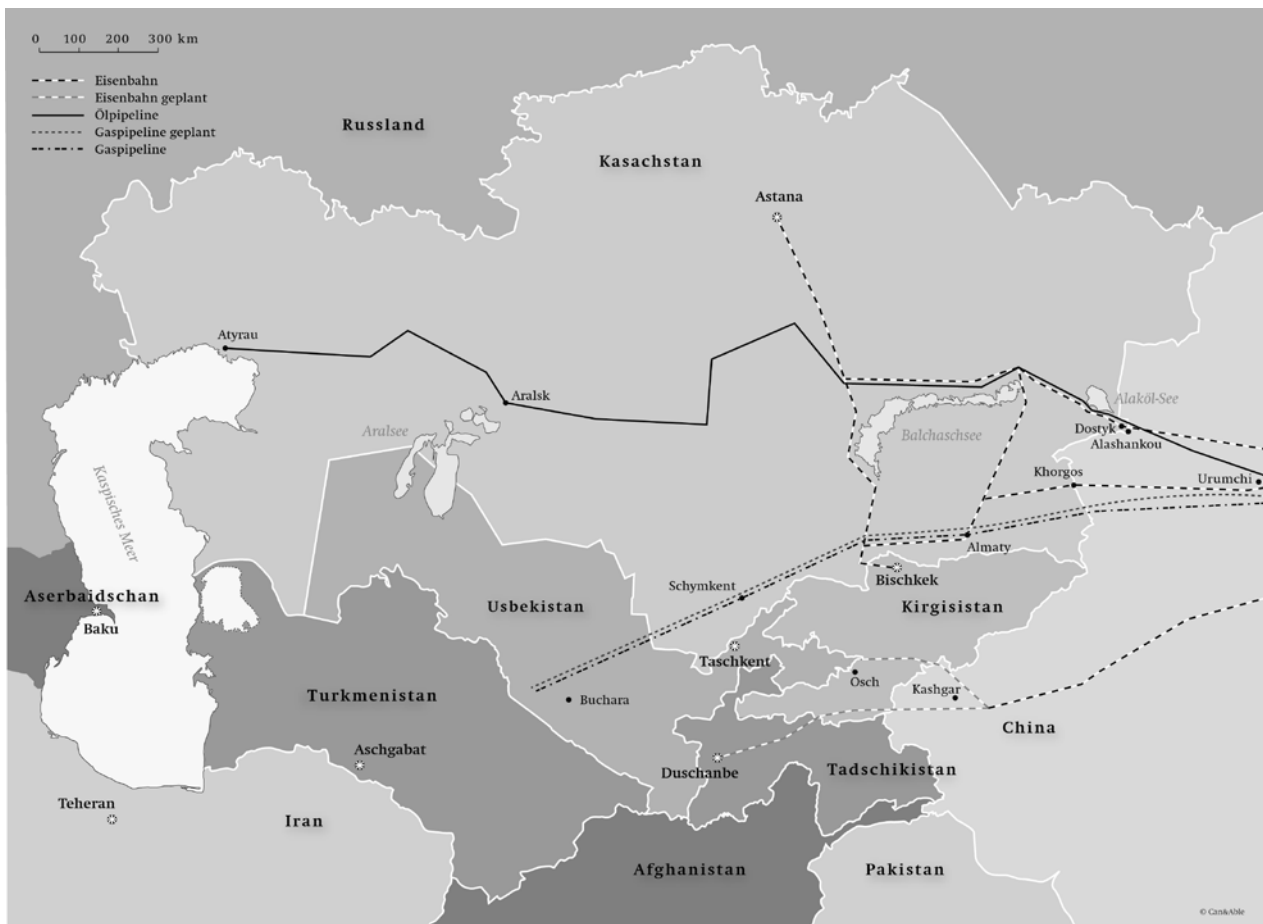 0 100 200 300 km
Eisenbahn
Eisenbahn geplant
Ölpipeline
Gaspipeline geplant
Gaspipeline
Russland
Kasachstan
Astana
Atyrau
Aralsk
Aralsee
Balchaschsee
Alaköl-See
Dostyk
Alashankou
Khorgos
Urumchi
Kaspisches Meer
Almaty
Bischkek
Schymkent
Aserbaidschan
Baku
Usbekistan
Kirgisistan
Taschkent
Osch
Kashgar
Turkmenistan
Buchara
China
Aschgabat
Duschanbe
Tadschikistan
Teheran
Iran
Afghanistan
Pakistan
© Can&Able